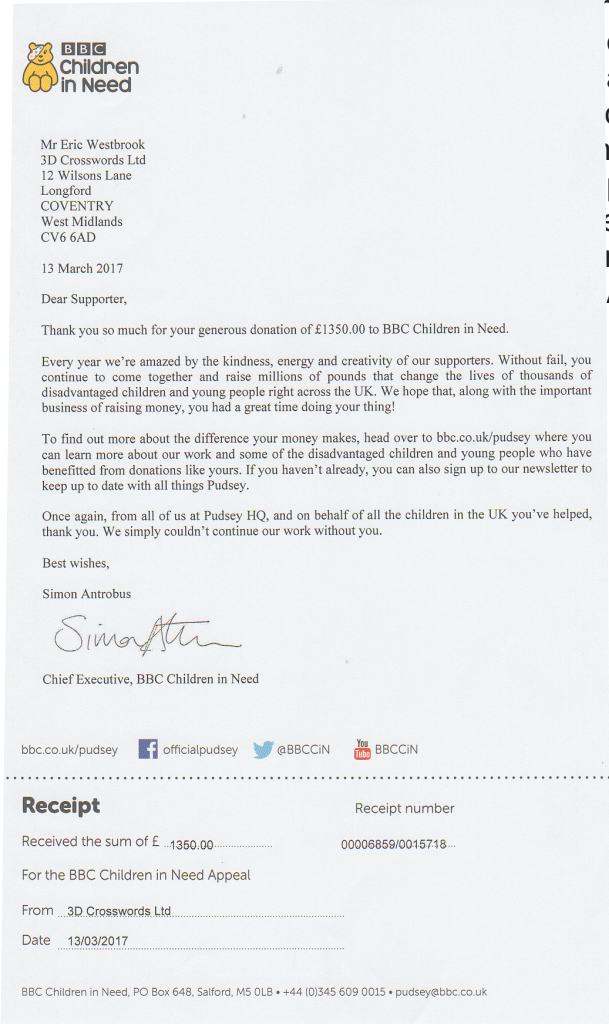 BBC
Children
in Need
Mr Eric Westbrook
3D Crosswords Ltd
12 Wilsons Lane
Longford
COVENTRY
West Midlands
CV6 6AD
13 March 2017
Dear Supporter,
Thank you so much for your generous donation of £1350.00 to BBC Children in Need.
Every year we're amazed by the kindness, energy and creativity of our supporters. Without fail, you
continue to come together and raise millions of pounds that change the lives of thousands of
disadvantaged children and young people right across the UK. We hope that, along with the important
business of raising money, you had a great time doing your thing!
To find out more about the difference your money makes, head over to bbc.co.uk/pudsey where you
can learn more about our work and some of the disadvantaged children and young people who have
benefitted from donations like yours. If you haven't already, you can also sign up to our newsletter to
keep up to date with all things Pudsey.
Once again, from all of us at Pudsey HQ, and on behalf of all the children in the UK you've helped,
thank you. We simply couldn't continue our work without you.
Best wishes,
Simon Antrobus
Chief Executive, BBC Children in Need
bbc.co.uk/pudsey officialpudsey @BBCCiN You Tube BBCCiN
Receipt Receipt number
Received the sum of £ 1350.00 00006859/0015718
For the BBC Children in Need Appeal
From 3D Crosswords Ltd
Date 13/03/2017
BBC Children in Need, PO Box 648, Salford, M5 0LB • +44 (0)345 609 0015 • pudsey@bbc.co.uk